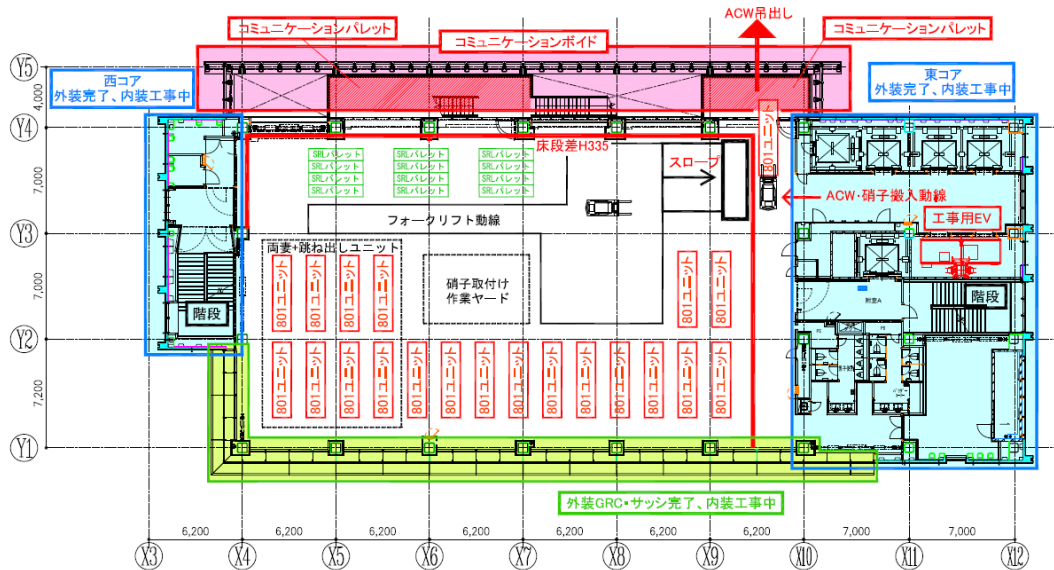 ACW吊出し
コミュニケーションパレット
コミュニケーションボイド
コミュニケーションパレット
Y5
西コア
外装完了、内装工事中
東コア
外装完了、内装工事中
4,000
Y4
801ユニット
床段差H335
SRLパレット SRLパレット SRLパレット
SRLパレット SRLパレット SRLパレット
SRLパレット SRLパレット SRLパレット
SRLパレット SRLパレット SRLパレット
スロープ
7,000
ACW・硝子搬入動線
フォークリフト動線
工事用EV
Y3
両妻+跳ね出しユニット
硝子取付け
作業ヤード
801ユニット 801ユニット 801ユニット 801ユニット 801ユニット 801ユニット
7,000
附室A
階段
階段
Y2
801ユニット 801ユニット 801ユニット 801ユニット 801ユニット 801ユニット 801ユニット 801ユニット 801ユニット 801ユニット 801ユニット 801ユニット 801ユニット
7,200
Y1
外装GRC・サッシ完了、内装工事中
6,200 6,200 6,200 6,200 6,200 6,200 6,200 7,000 7,000
X3 X4 X5 X6 X7 X8 X9 X10 X11 X12